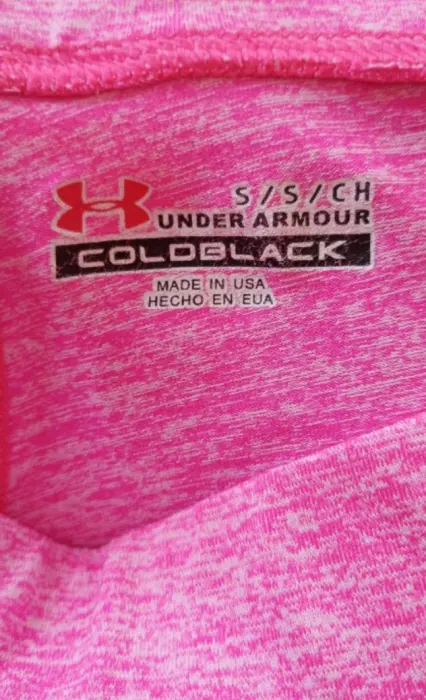 S/S/CH
UNDER ARMOUR
COLDBLACK
MADE IN USA
HECHO EN EUA